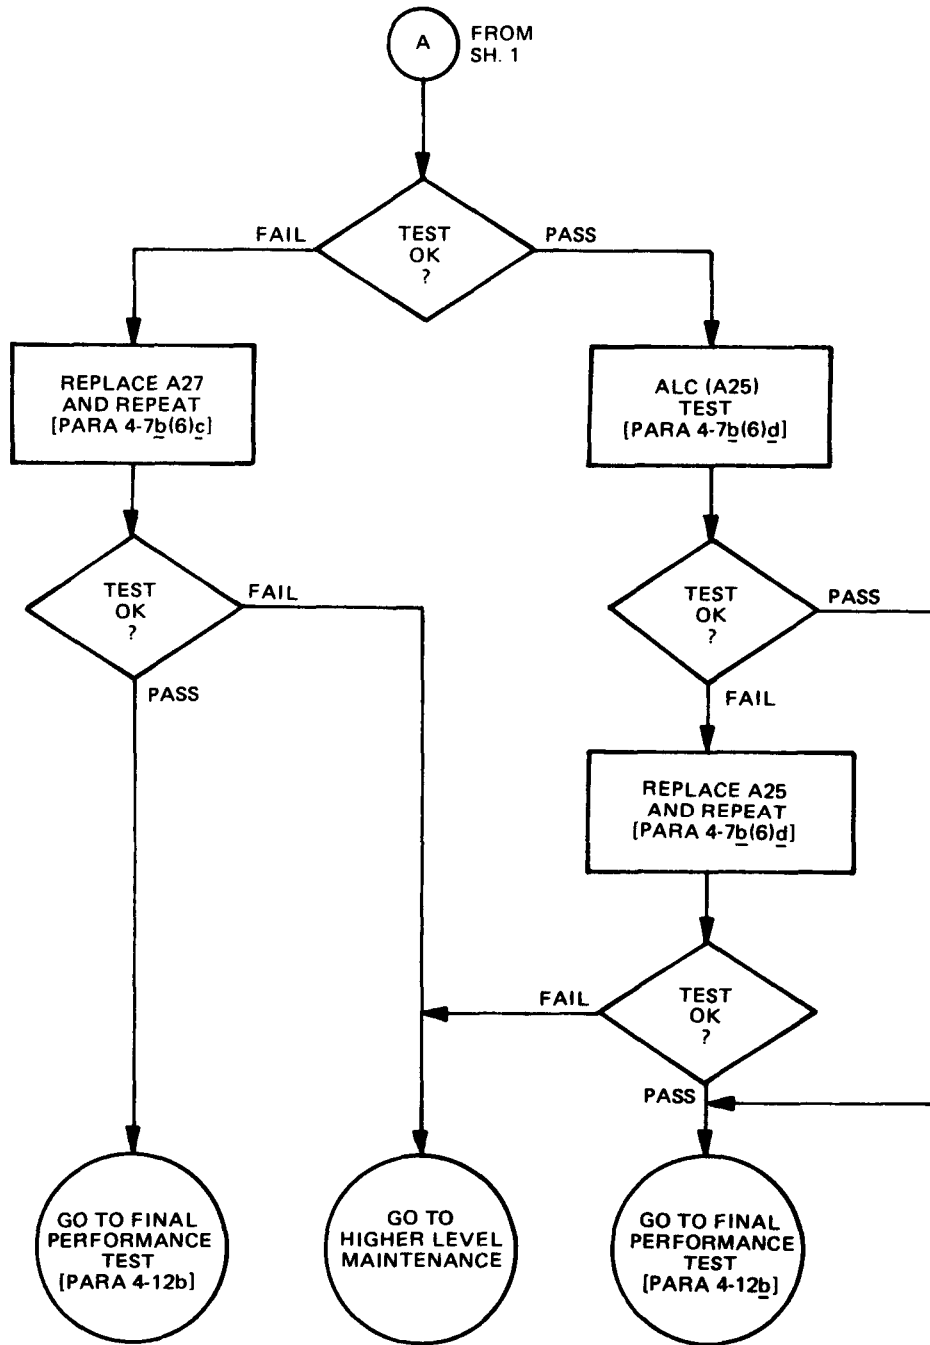 A
FROM
SH. 1
TEST
OK
?
FAIL
PASS
REPLACE A27
AND REPEAT
[PARA 4-7b(6)c]
ALC (A25)
TEST
[PARA 4-7b(6)d]
TEST
OK
?
FAIL
PASS
TEST
OK
?
PASS
FAIL
REPLACE A25
AND REPEAT
[PARA 4-7b(6)d]
TEST
OK
?
FAIL
PASS
GO TO FINAL
PERFORMANCE
TEST
[PARA 4-12b]
GO TO
HIGHER LEVEL
MAINTENANCE
GO TO FINAL
PERFORMANCE
TEST
[PARA 4-12b]